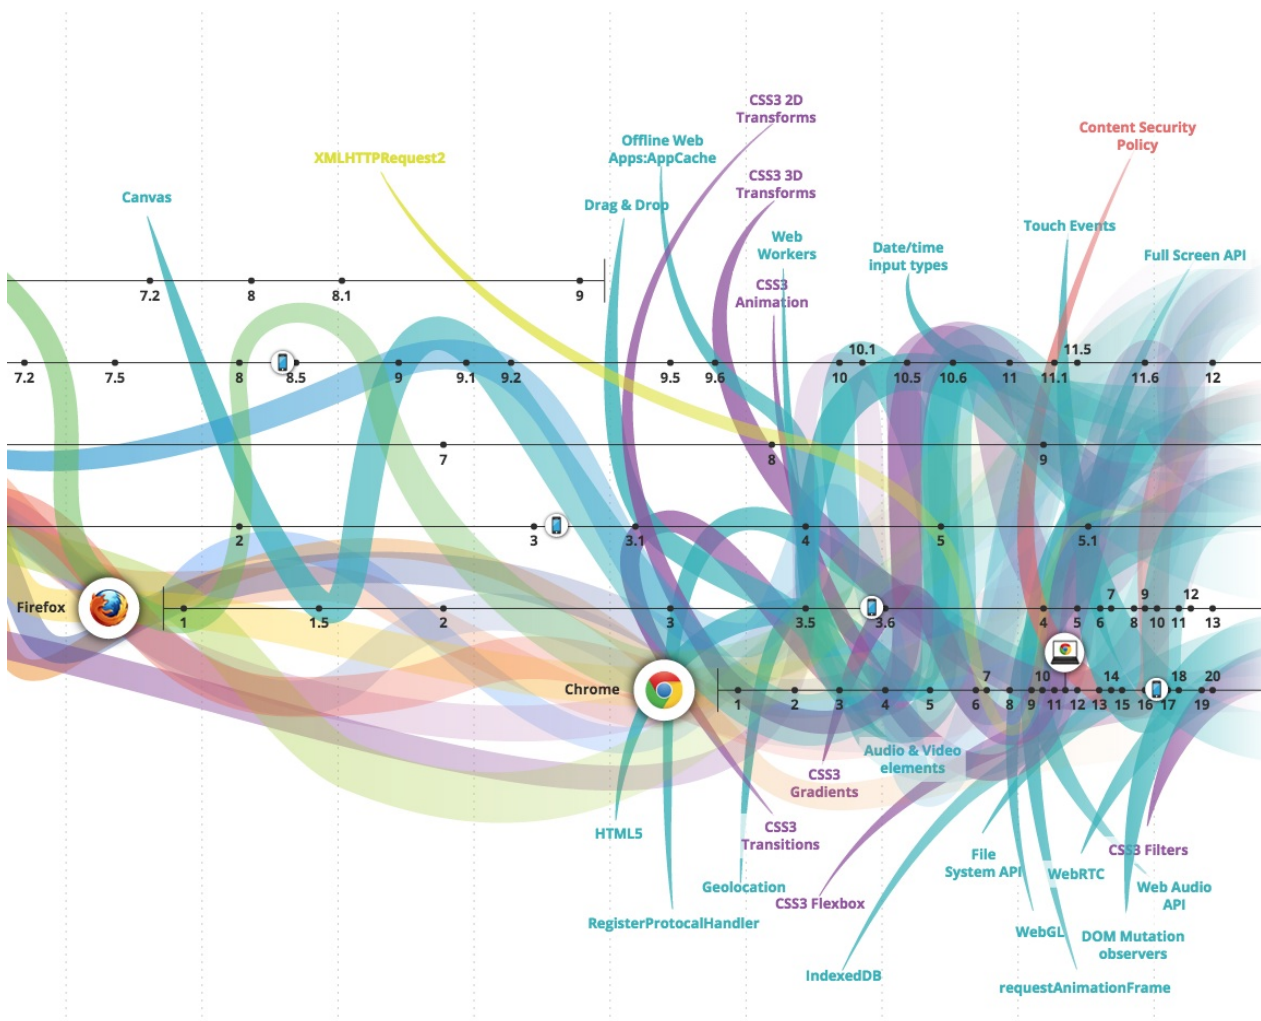 CSS3 2D
Transforms
Content Security
Policy
Offline Web
Apps:AppCache
XMLHTTPRequest2
CSS3 3D
Transforms
Canvas
Drag & Drop
Touch Events
Web
Workers
Date/time
input types
Full Screen API
CSS3
Animation
7.2 8 8.1 9
10.1 11.5
7.2 7.5 8 8.5 9 9.1 9.2 9.5 9.6 10 10.5 10.6 11 11.1 11.6 12
7 8 9
2 3 3.1 4 5 5.1
7 9 12
Firefox
1 1.5 2 3 3.5 3.6 4 5 6 8 10 11 13
7 10 14 18 20
Chrome
1 2 3 4 5 6 8 9 11 12 13 15 16 17 19
Audio & Video
elements
CSS3
Gradients
HTML5
CSS3
Transitions
File
System API
CSS3 Filters
WebRTC
Geolocation
Web Audio
API
CSS3 Flexbox
RegisterProtocalHandler
WebGL
DOM Mutation
observers
IndexedDB
requestAnimationFrame